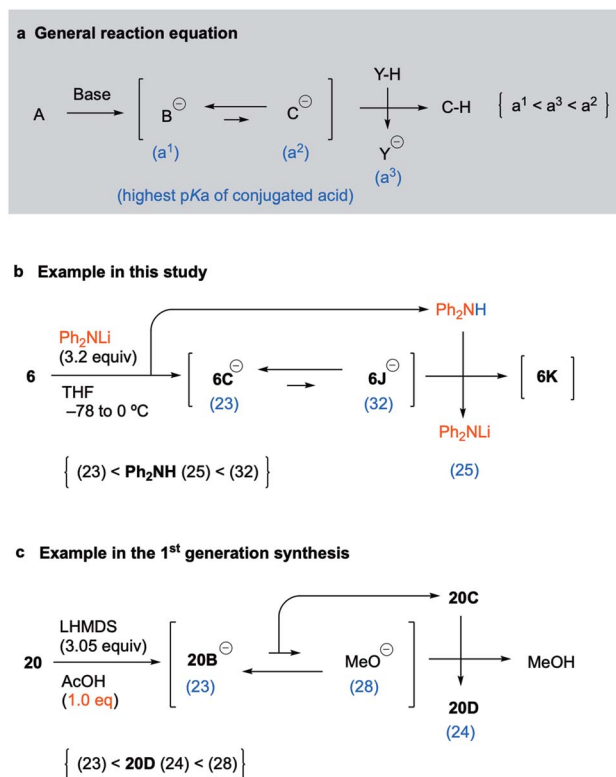 a General reaction equation
Y-H
Base
A
B⊖
C⊖
C-H
{ a¹ < a³ < a² }
(a¹)
(a²)
Y⊖
(a³)
(highest pKa of conjugated acid)
b Example in this study
Ph₂NH
Ph₂NLi
(3.2 equiv)
6
6C⊖
6J⊖
[ 6K ]
THF
–78 to 0 ºC
(23)
(32)
Ph₂NLi
(25)
{ (23) < Ph₂NH (25) < (32) }
c Example in the 1st generation synthesis
20C
LHMDS
(3.05 equiv)
20
20B⊖
MeO⊖
MeOH
AcOH
(1.0 eq)
(23)
(28)
20D
(24)
{ (23) < 20D (24) < (28) }